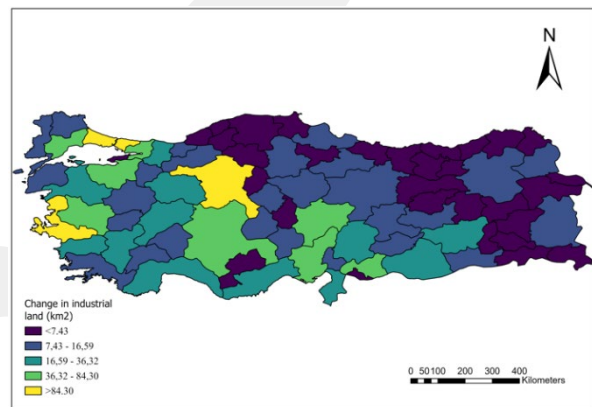 N
Change in industrial
land (km2)
<7.43
7,43 - 16,59
16,59 - 36,32
36,32 - 84,30
>84.30
0 50100 200 300 400
Kilometers